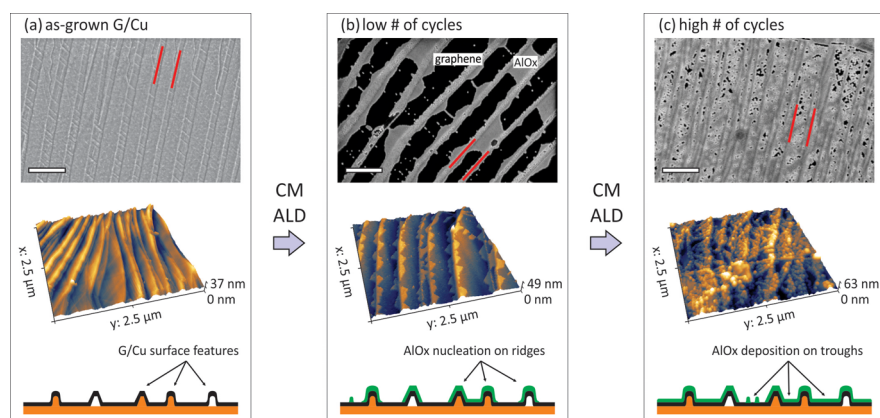 (a) as-grown G/Cu
(b) low # of cycles
(c) high # of cycles
graphene
AlOx
CM
ALD
CM
ALD
x: 2.5 μm
y: 2.5 μm
37 nm
0 nm
x: 2.5 μm
y: 2.5 μm
49 nm
0 nm
x: 2.5 μm
y: 2.5 μm
63 nm
0 nm
G/Cu surface features
AlOx nucleation on ridges
AlOx deposition on troughs